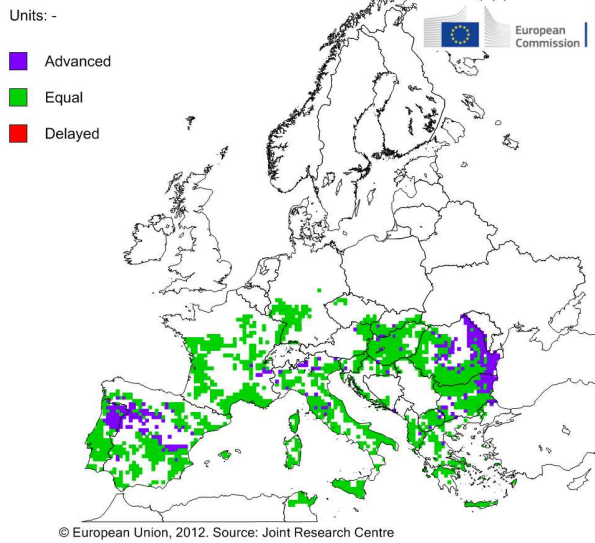 Units: -
European
Commission
Advanced
Equal
Delayed
© European Union, 2012. Source: Joint Research Centre